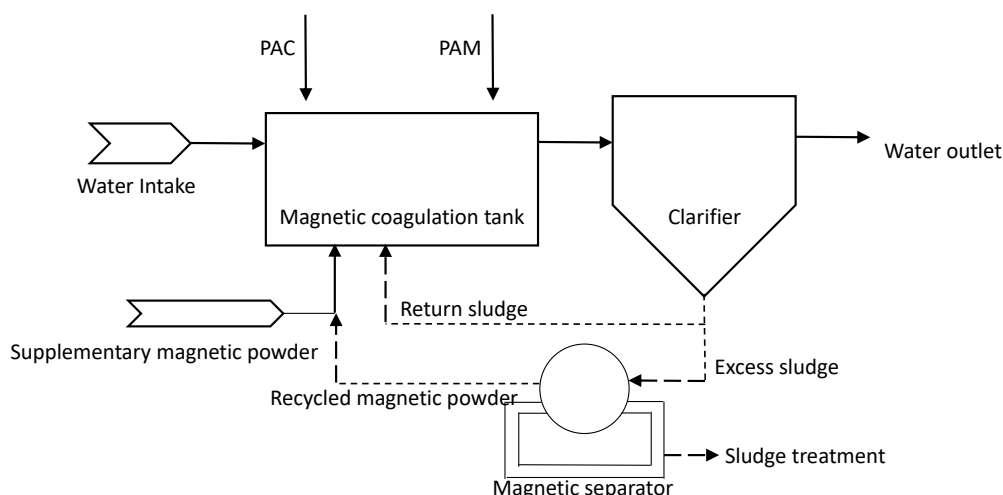 PAC
PAM
Water Intake
Magnetic coagulation tank
Clarifier
Water outlet
Return sludge
Supplementary magnetic powder
Excess sludge
Recycled magnetic powder
Sludge treatment
Magnetic separator